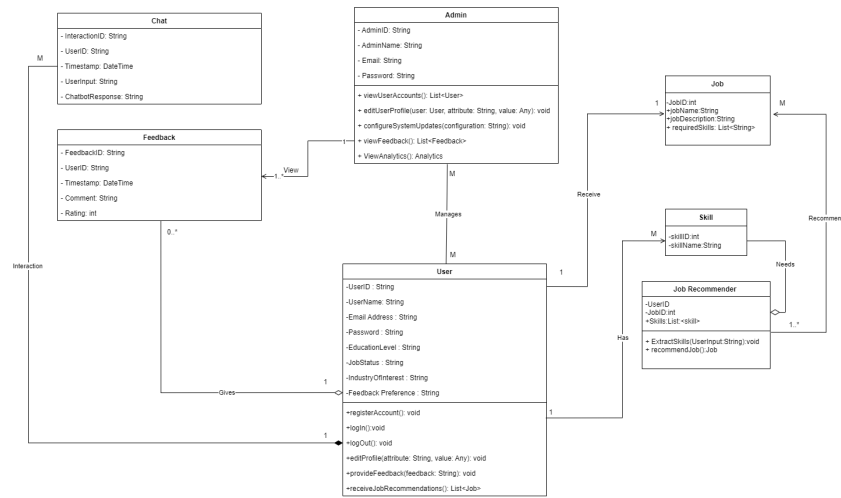 Chat
- InteractionID: String
- UserID: String
- Timestamp: DateTime
- UserInput: String
- ChatbotResponse: String
M
Admin
- AdminID: String
- AdminName: String
- Email: String
- Password: String
+ viewUserAccounts(): List<User>
+ editUserProfile(user: User, attribute: String, value: Any): void
+ configureSystemUpdates(configuration: String): void
+ viewFeedback(): List<Feedback>
+ ViewAnalytics(): Analytics
Job
-JobID:int
+jobName:String
+jobDescription:String
+ requiredSkills: List<String>
1
M
Feedback
- FeedbackID: String
- UserID: String
- Timestamp: DateTime
- Comment: String
- Rating: int
1
View
1..*
0..*
M
Manages
M
Receive
1
Recommen
Skill
-skillID:int
-skillName:String
M
Needs
Interaction
User
-UserID : String
-UserName: String
-Email Address : String
-Password : String
-EducationLevel : String
-JobStatus : String
-IndustryOfInterest : String
-Feedback Preference : String
+registerAccount(): void
+logIn():void
+logOut(): void
+editProfile(attribute: String, value: Any): void
+provideFeedback(feedback: String): void
+receiveJobRecommendations(): List<Job>
Job Recommender
-UserID
-JobID:int
+Skills:List:<skill>
+ ExtractSkills(UserInput:String):void
+ recommendJob():Job
1..*
Has
1
Gives
1
1